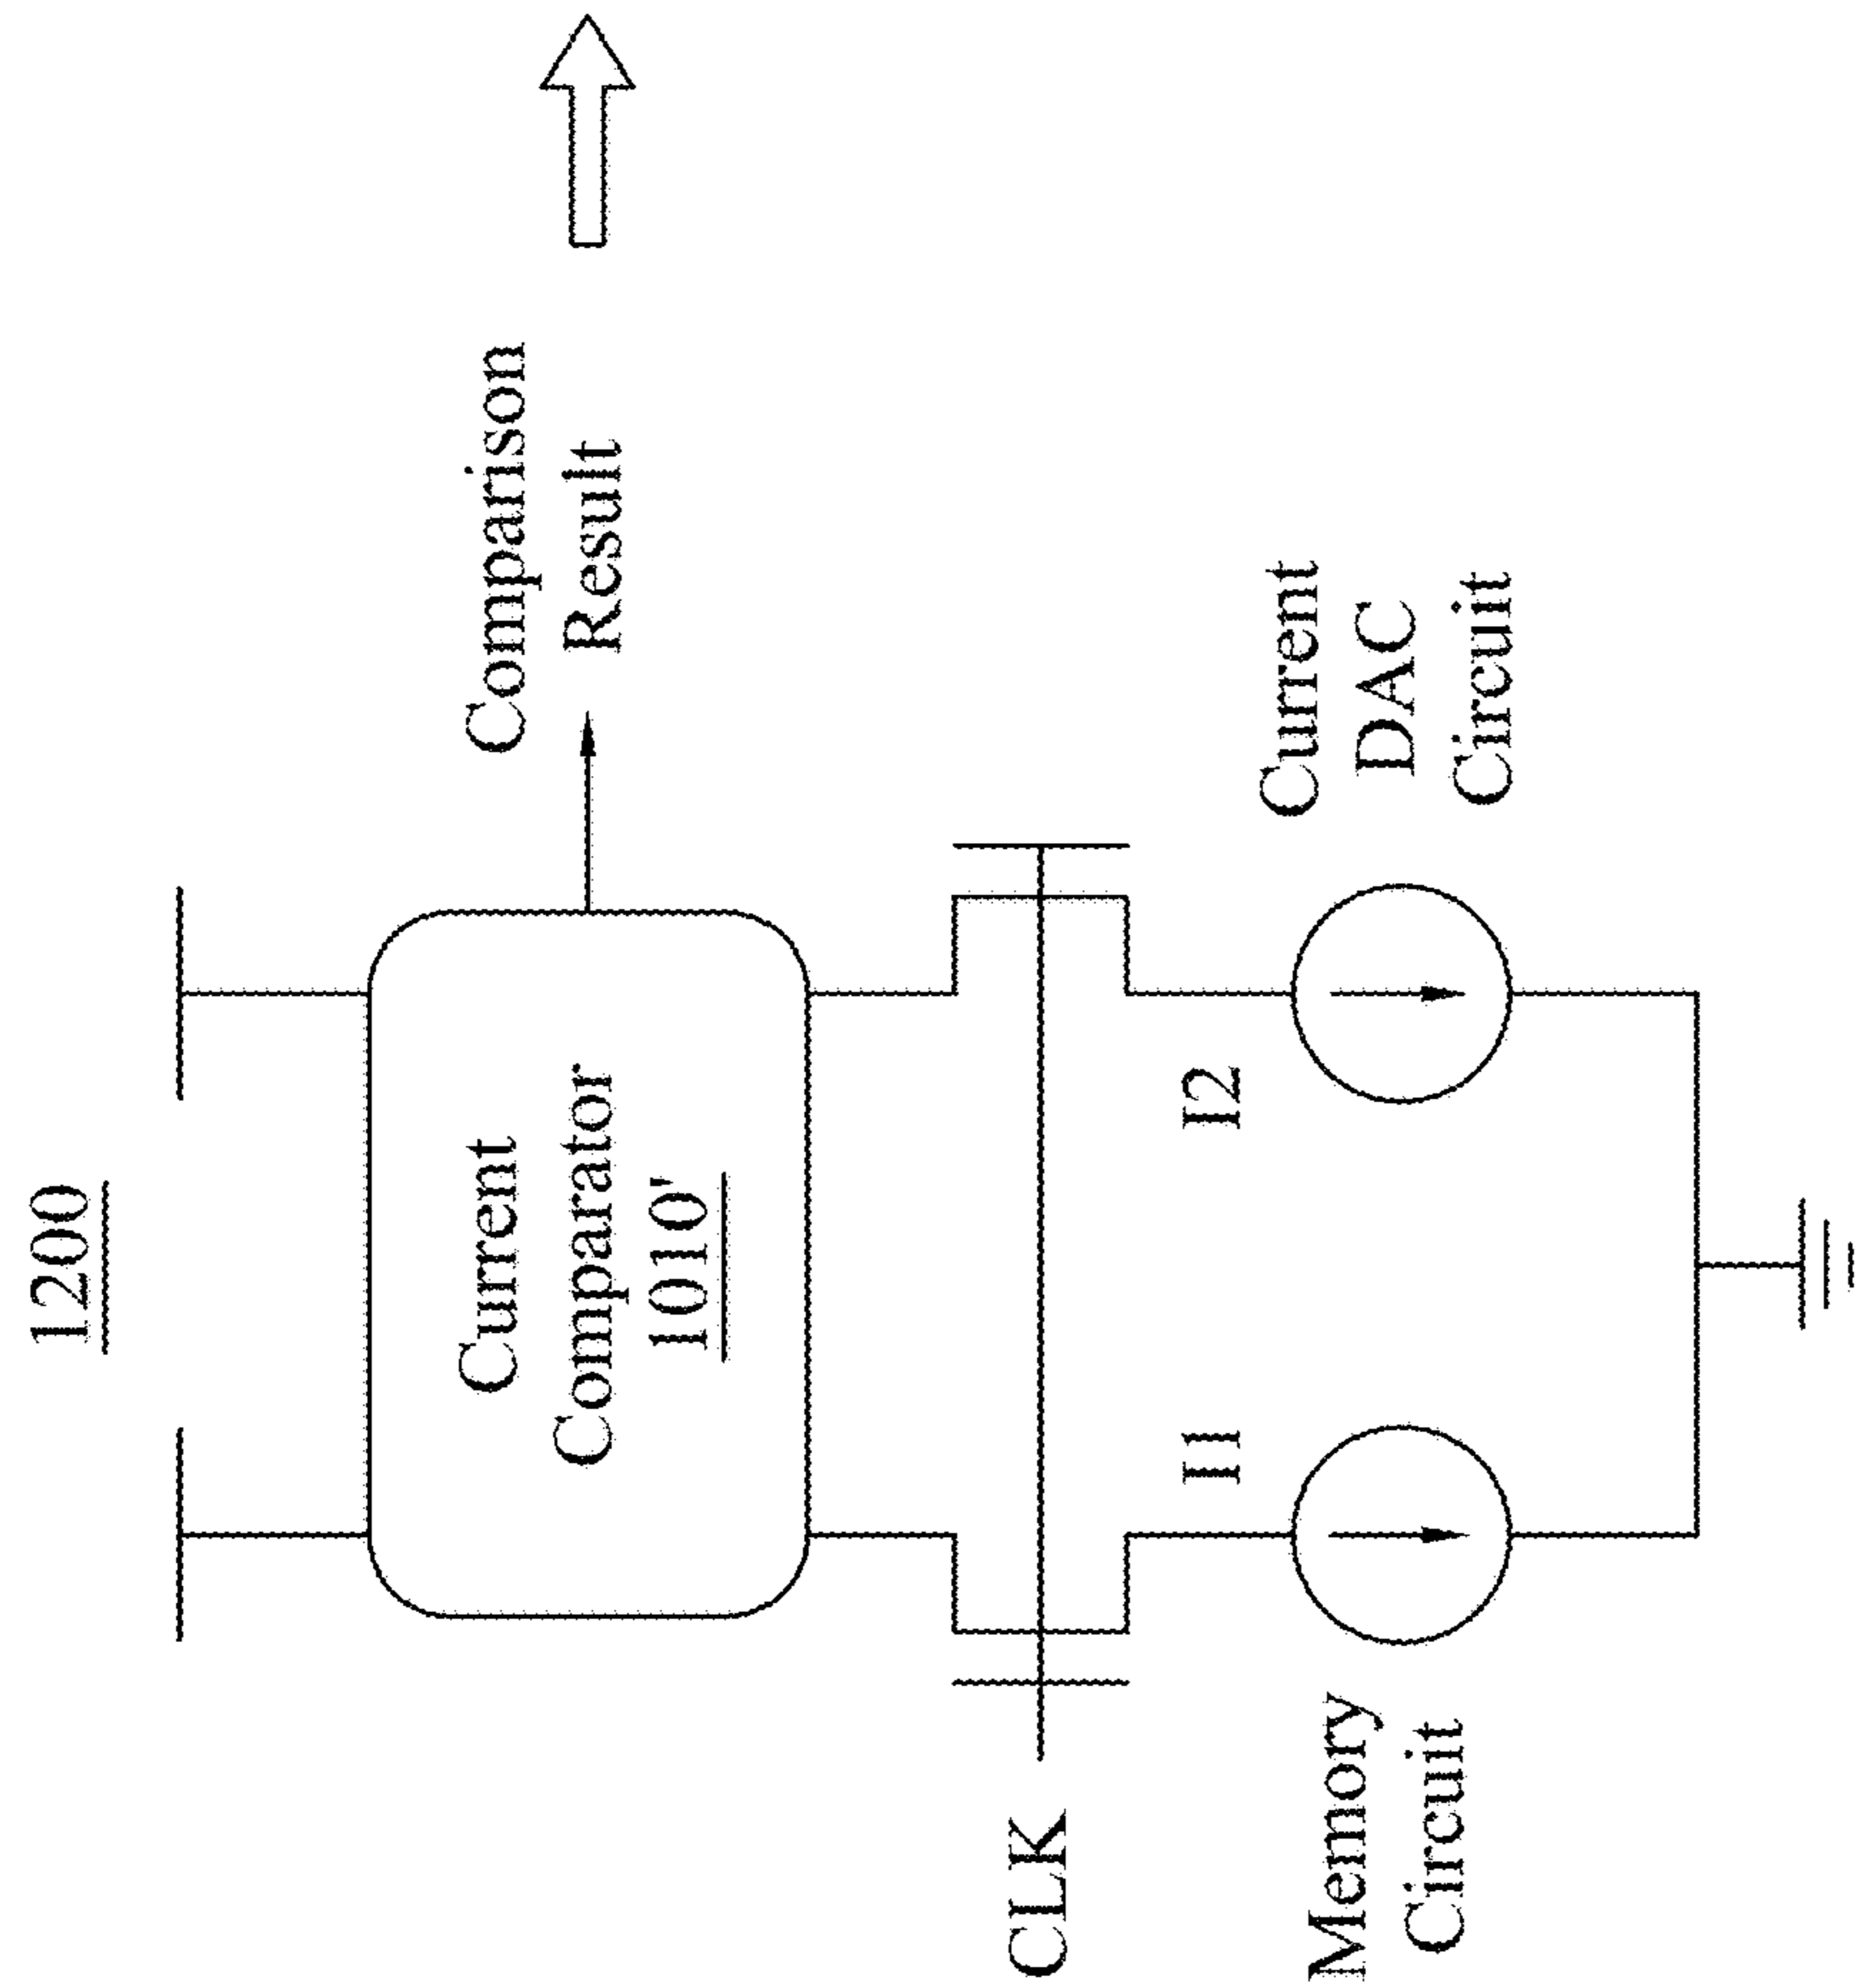 1200
Current
Comparator
1010'
Comparison
Result
CLK
I1
I2
Memory
Circuit
Current
DAC
Circuit